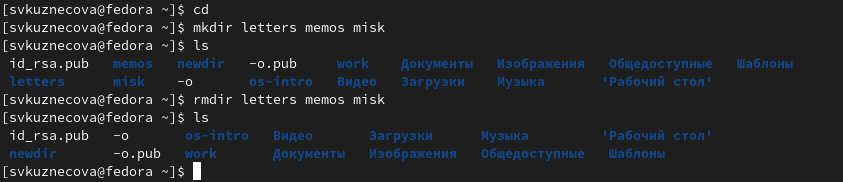 [svkuznecova@fedora ~]$ cd
[svkuznecova@fedora ~]$ mkdir letters memos misk
[svkuznecova@fedora ~]$ ls
id_rsa.pub memos newdir -o.pub work Документы Изображения Общедоступные Шаблоны
letters misk -o os-intro Видео Загрузки Музыка 'Рабочий стол'
[svkuznecova@fedora ~]$ rmdir letters memos misk
[svkuznecova@fedora ~]$ ls
id_rsa.pub -o os-intro Видео Загрузки Музыка 'Рабочий стол'
newdir -o.pub work Документы Изображения Общедоступные Шаблоны
[svkuznecova@fedora ~]$